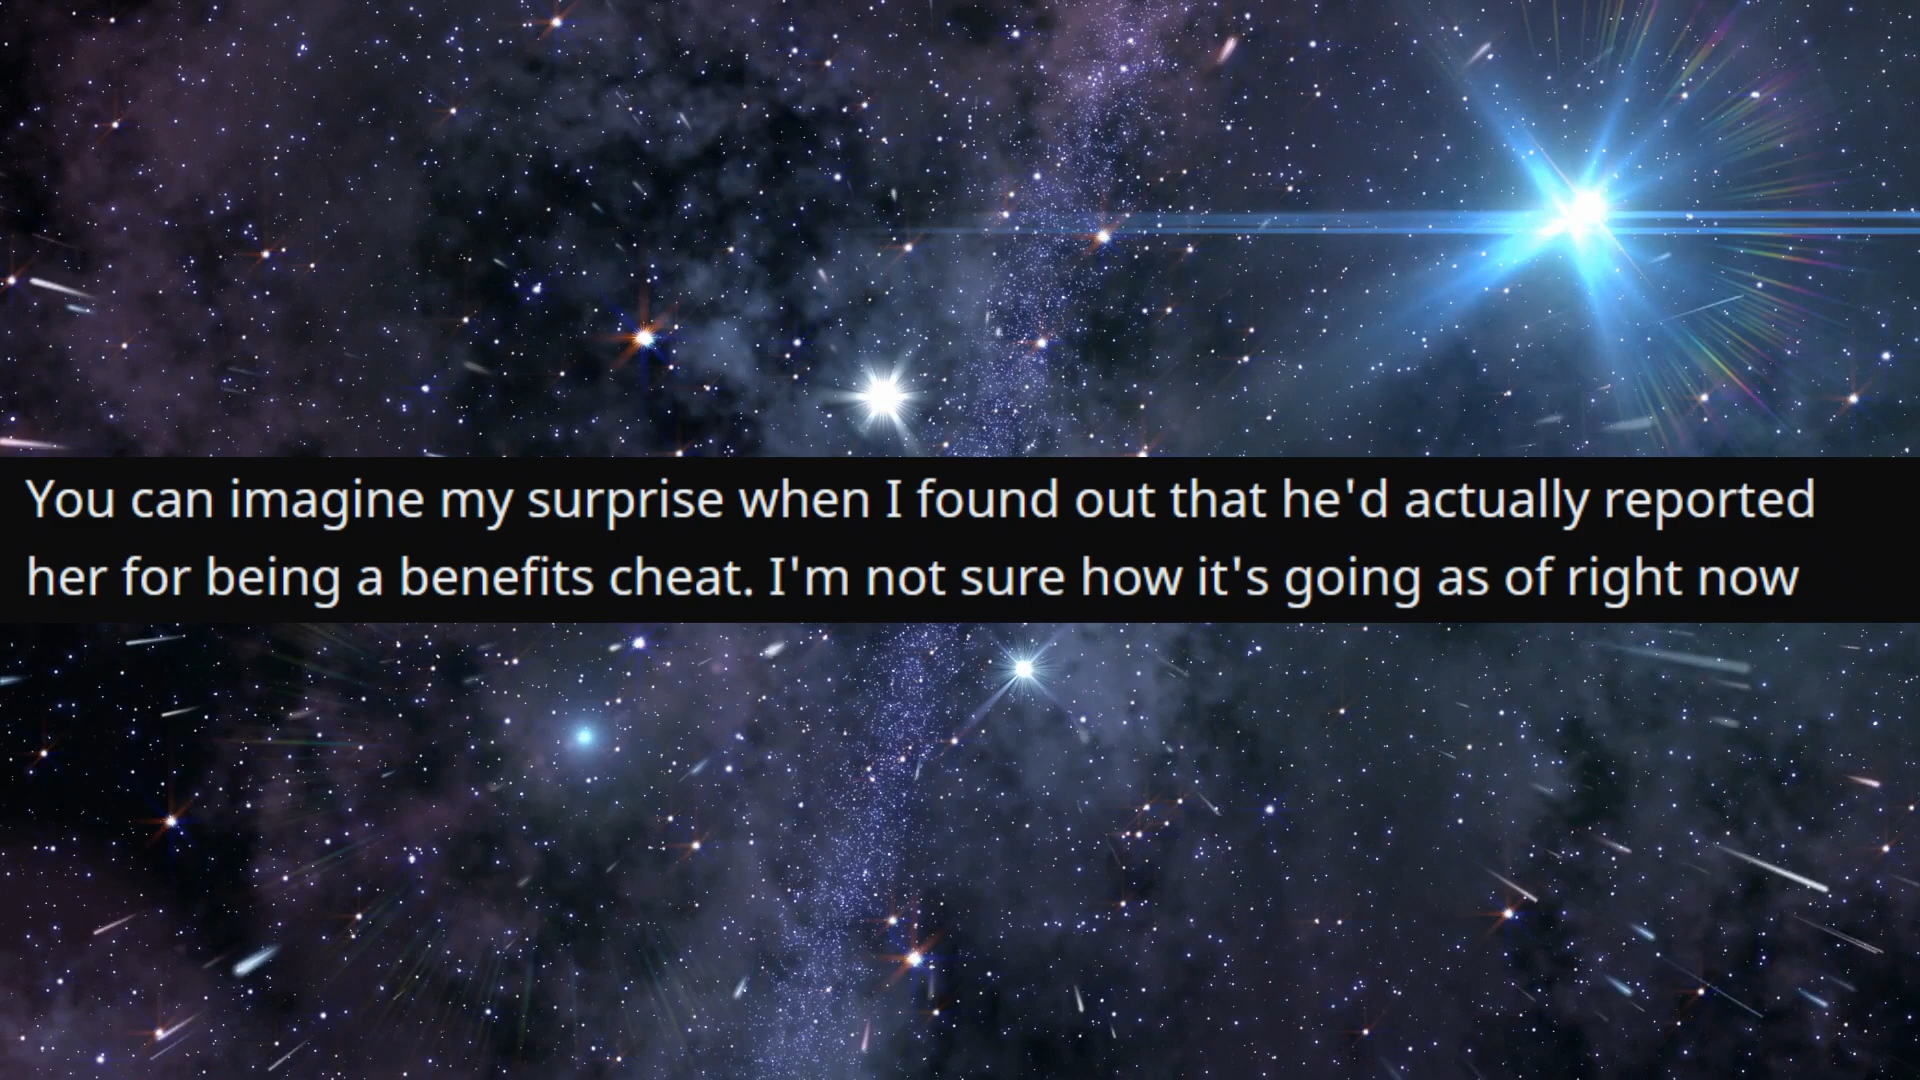 You can imagine my surprise when I found out that he'd actually reported
her for being a benefits cheat. I'm not sure how it's going as of right now